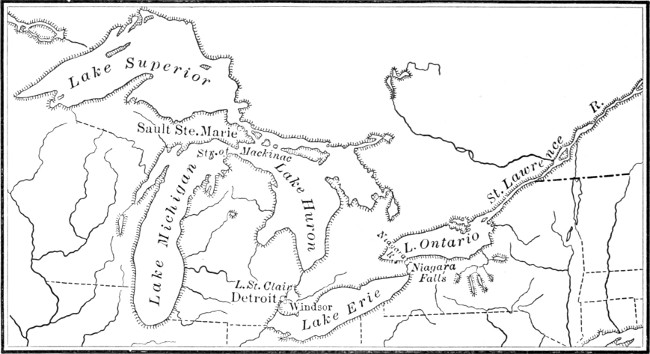 Lake Superior
Sault Ste. Marie
Str. of Mackinac
Lake Michigan
Lake Huron
St. Lawrence R.
L. Ontario
Niagara
Niagara Falls
L. St. Clair
Detroit
Windsor
Lake Erie